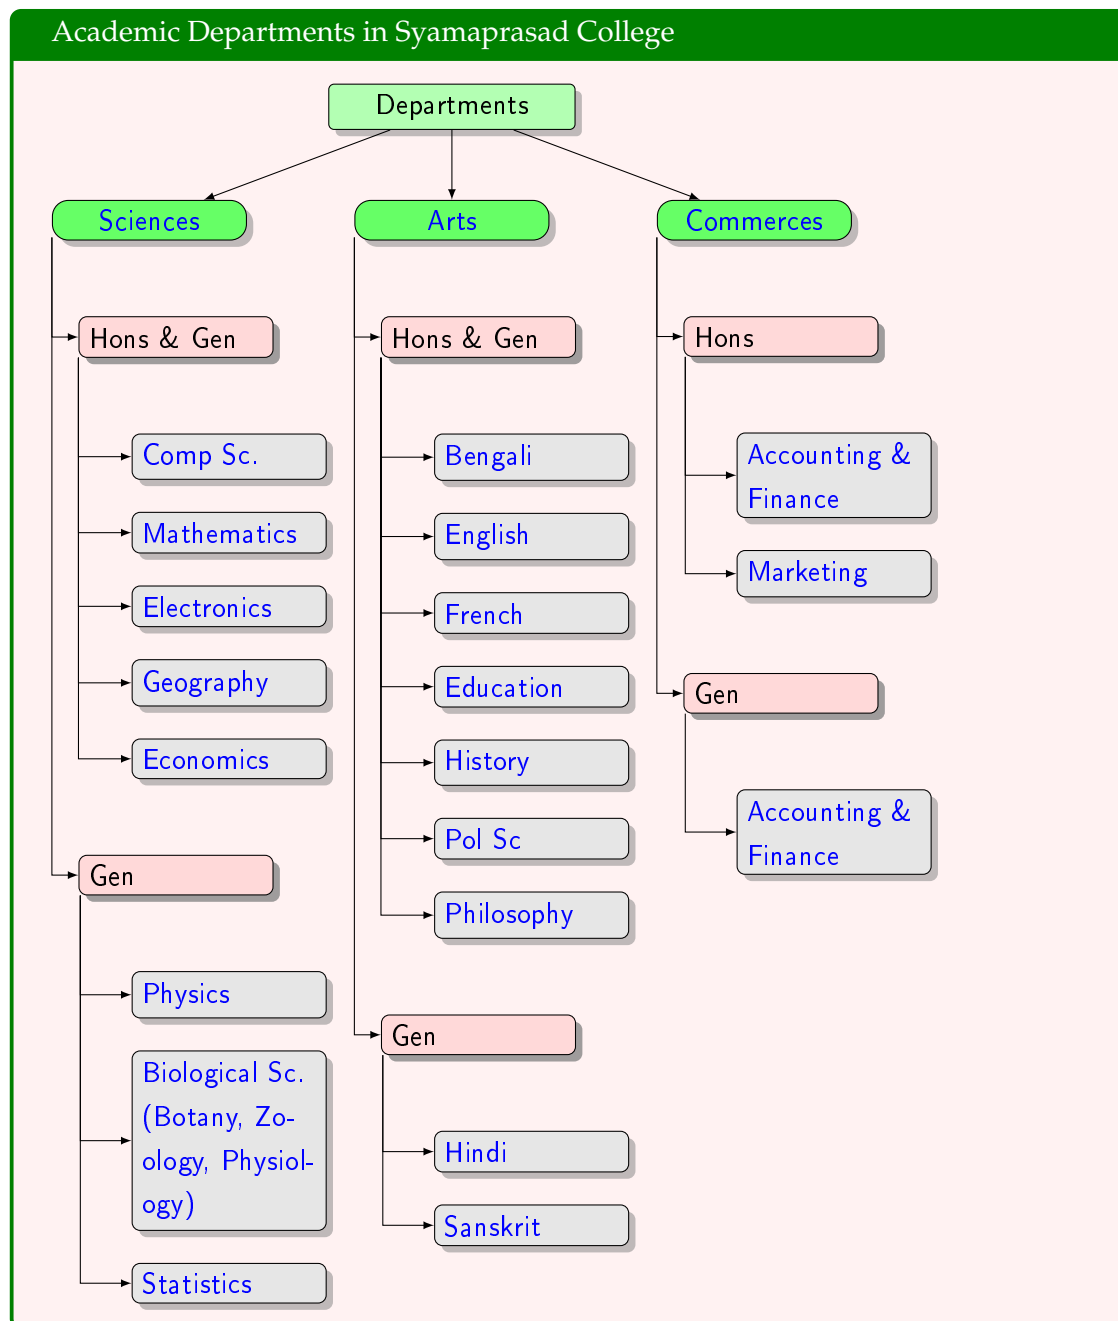 Academic Departments in Syamaprasad College
Departments
Sciences
Arts
Commerces
Hons & Gen
Comp Sc.
Mathematics
Electronics
Geography
Economics
Gen
Physics
Biological Sc.
(Botany, Zo-
ology, Physiol-
ogy)
Statistics
Hons & Gen
Bengali
English
French
Education
History
Pol Sc
Philosophy
Gen
Hindi
Sanskrit
Hons
Accounting &
Finance
Marketing
Gen
Accounting &
Finance